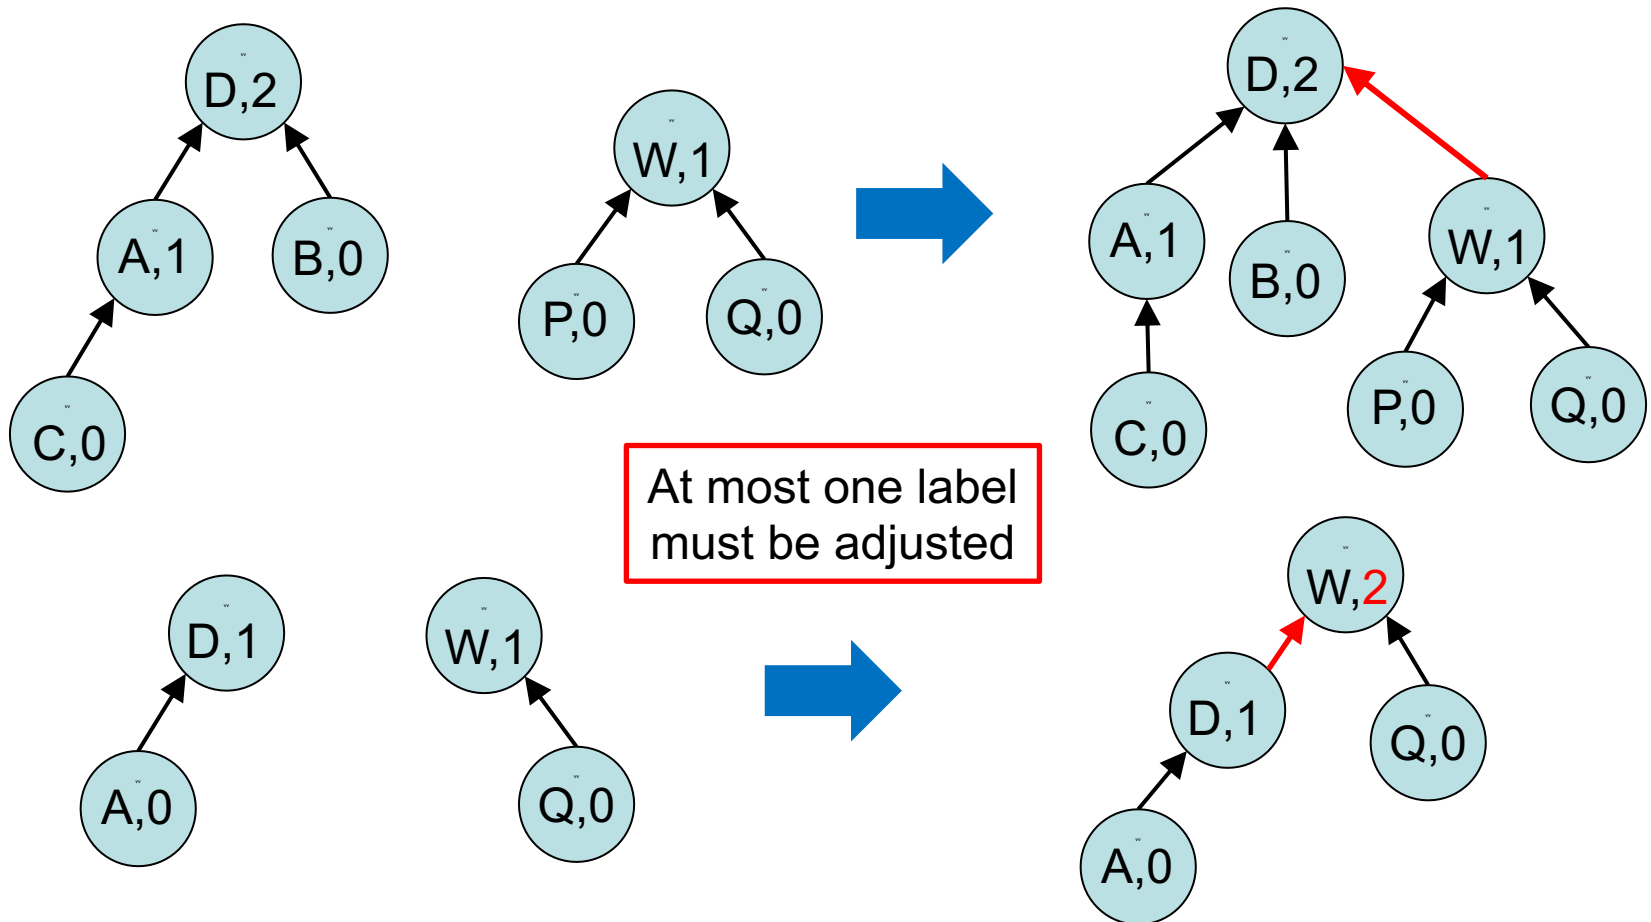 D,2
A,1
B,0
C,0
W,1
P,0
Q,0
D,2
A,1
B,0
W,1
C,0
P,0
Q,0
At most one label
must be adjusted
D,1
A,0
W,1
Q,0
W,2
D,1
Q,0
A,0